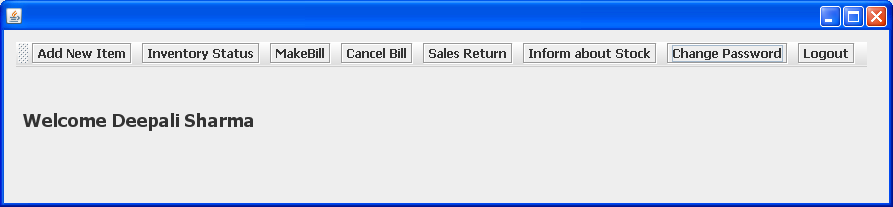 Add New Item Inventory Status MakeBill Cancel Bill Sales Return Inform about Stock Change Password Logout
Welcome Deepali Sharma